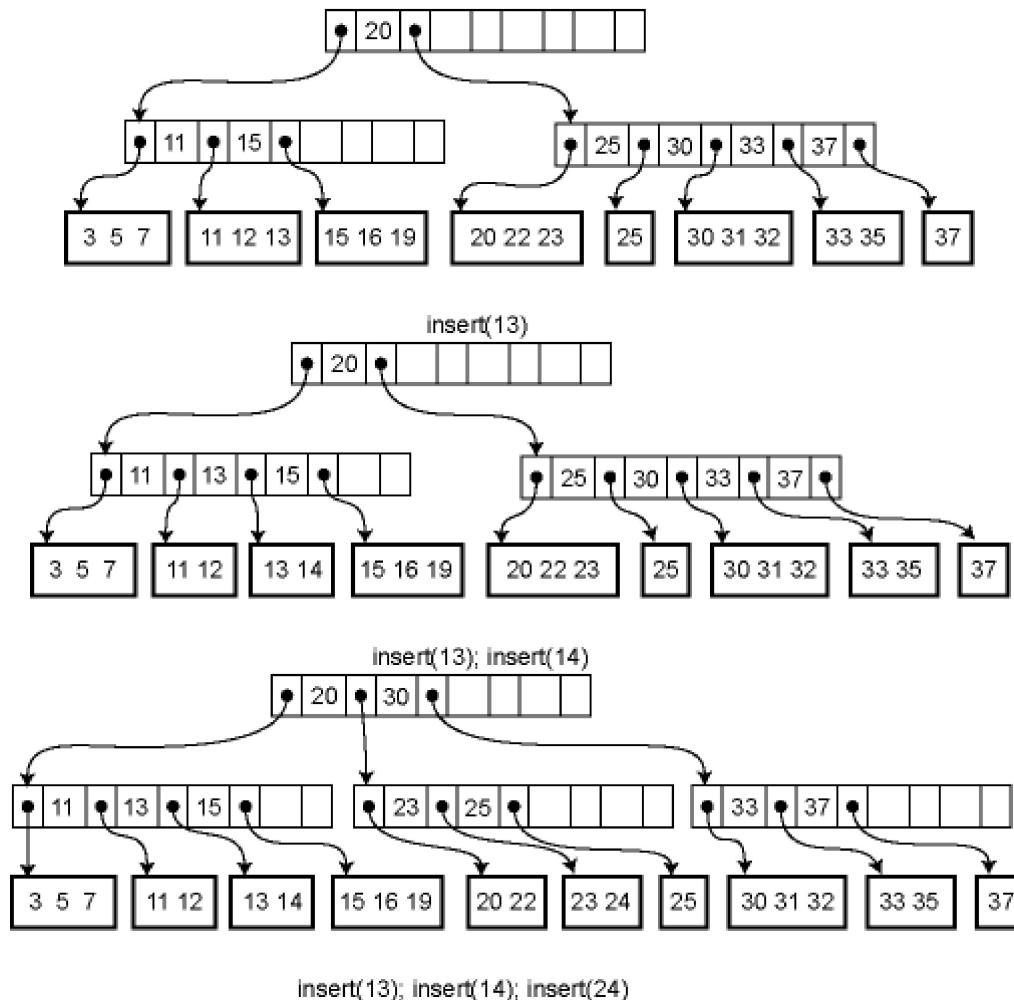 20
11 15
25 30 33 37
3 5 7 11 12 13 15 16 19 20 22 23 25 30 31 32 33 35 37
insert(13)
20
11 13 15
25 30 33 37
3 5 7 11 12 13 14 15 16 19 20 22 23 25 30 31 32 33 35 37
insert(13); insert(14)
20 30
11 13 15 23 25 33 37
3 5 7 11 12 13 14 15 16 19 20 22 23 24 25 30 31 32 33 35 37
insert(13); insert(14); insert(24)